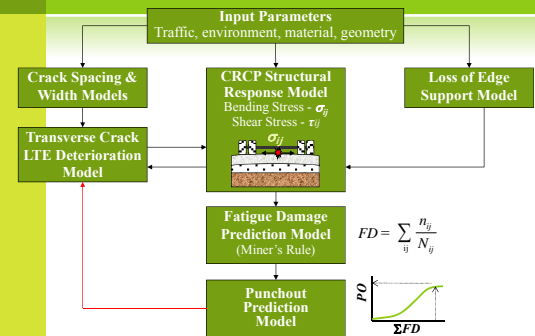 Input Parameters
Traffic, environment, material, geometry
Crack Spacing &
Width Models
CRCP Structural
Response Model
Bending Stress - σij
Shear Stress - τij
σij
Loss of Edge
Support Model
Transverse Crack
LTE Deterioration
Model
Fatigue Damage
Prediction Model
(Miner's Rule)
FD = ∑ij nij/Nij
Punchout
Prediction
Model
PO
ΣFD